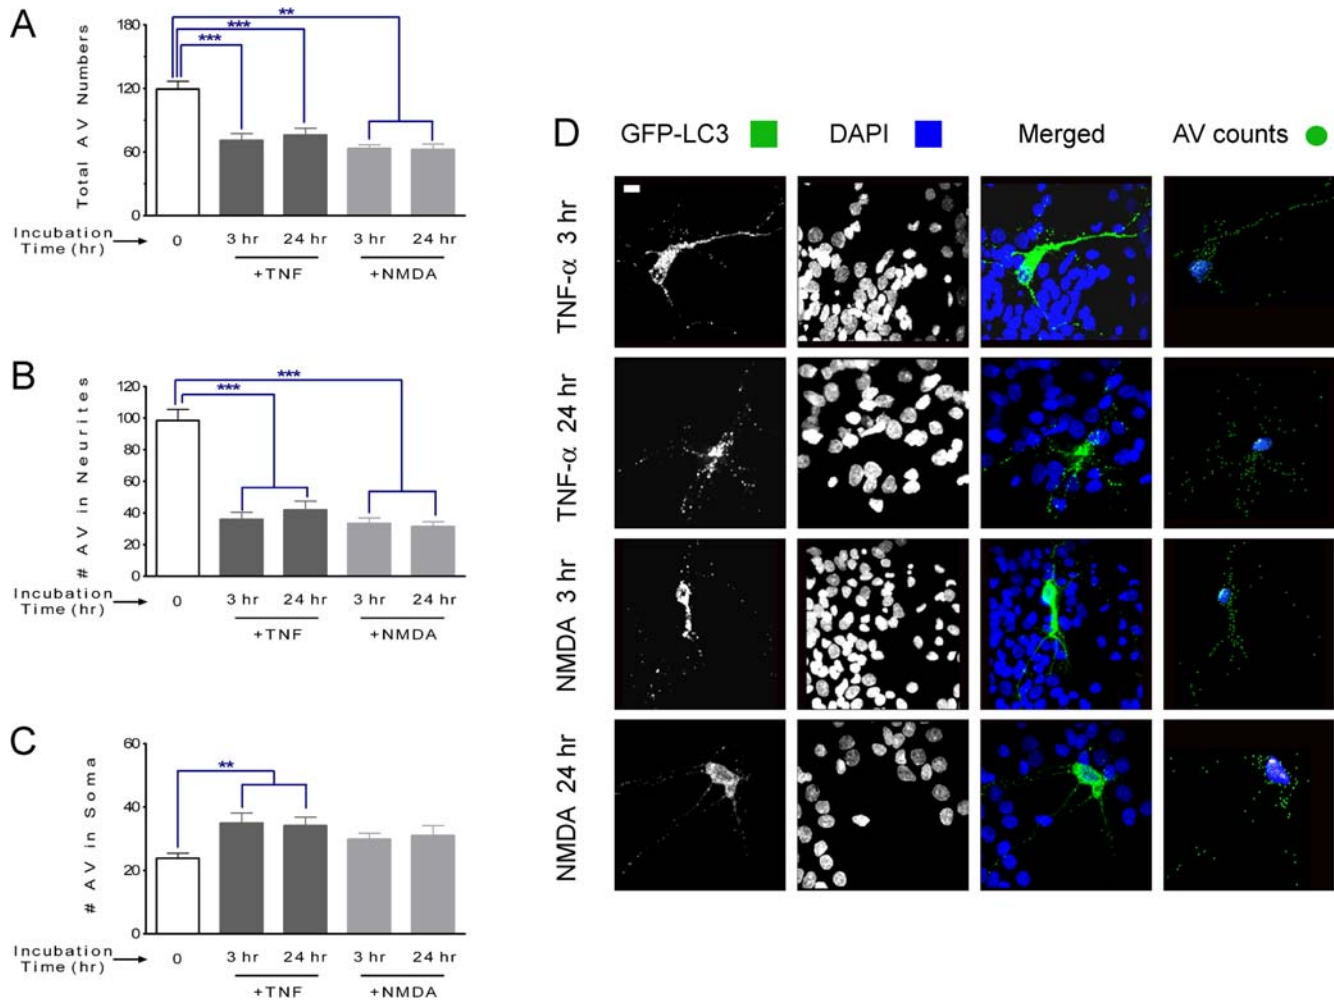 A
Total AV Numbers
180
120
60
0
** 
***
***
Incubation
Time (hr)
0 3 hr 24 hr 3 hr 24 hr
+TNF +NMDA
B
# AV in Neurites
120
100
80
60
40
20
0
***
***
Incubation
Time (hr)
0 3 hr 24 hr 3 hr 24 hr
+TNF +NMDA
C
# AV in Soma
60
40
20
0
**
Incubation
Time (hr)
0 3 hr 24 hr 3 hr 24 hr
+TNF +NMDA
D
GFP-LC3 DAPI Merged AV counts
TNF-α 3 hr
TNF-α 24 hr
NMDA 3 hr
NMDA 24 hr